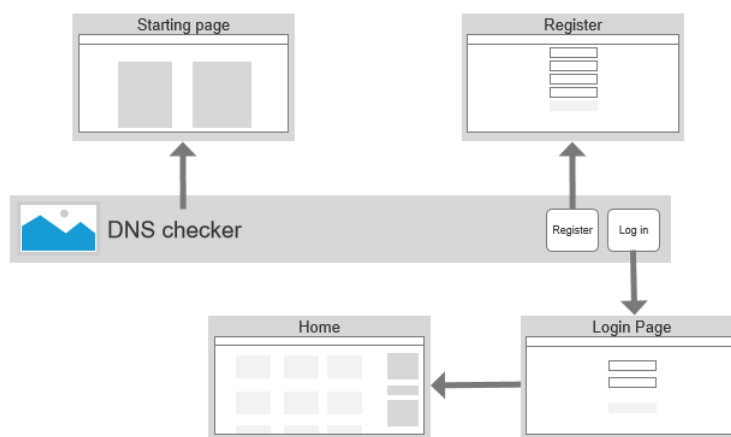 Starting page
Register
DNS checker
Register
Log in
Home
Login Page